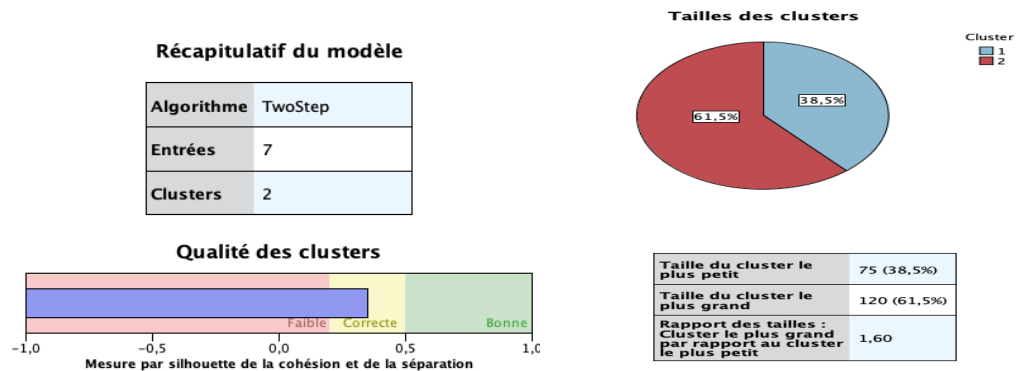 Récapitulatif du modèle
Algorithme TwoStep
Entrées 7
Clusters 2
Qualité des clusters
Faible Correcte Bonne
-1,0 -0,5 0,0 0,5 1,0
Mesure par silhouette de la cohésion et de la séparation
Tailles des clusters
Cluster
1
2
38,5%
61,5%
Taille du cluster le
plus petit
75 (38,5%)
Taille du cluster le
plus grand
120 (61,5%)
Rapport des tailles :
Cluster le plus grand
par rapport au cluster
le plus petit
1,60